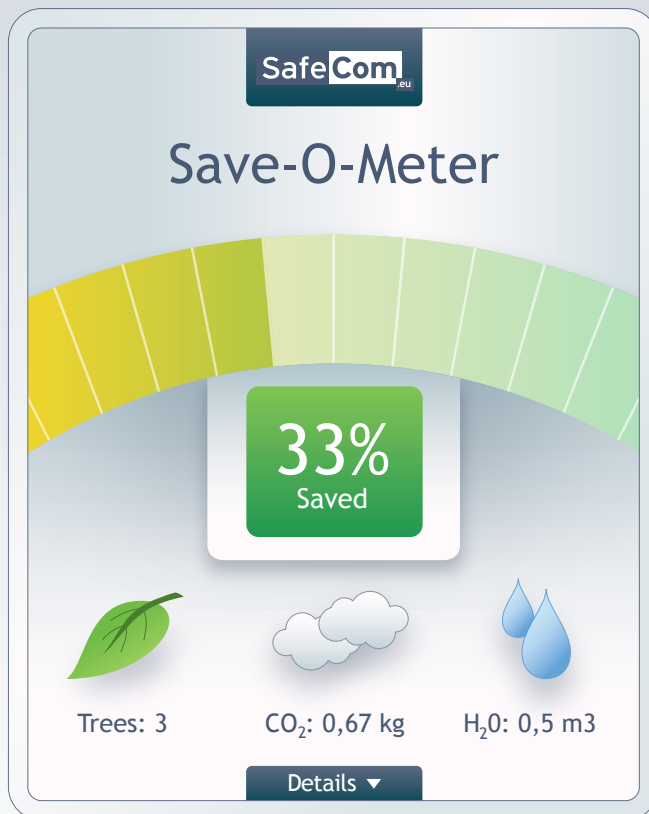 SafeCom.eu
Save-O-Meter
33%
Saved
Trees: 3
CO₂: 0,67 kg
H₂0: 0,5 m3
Details